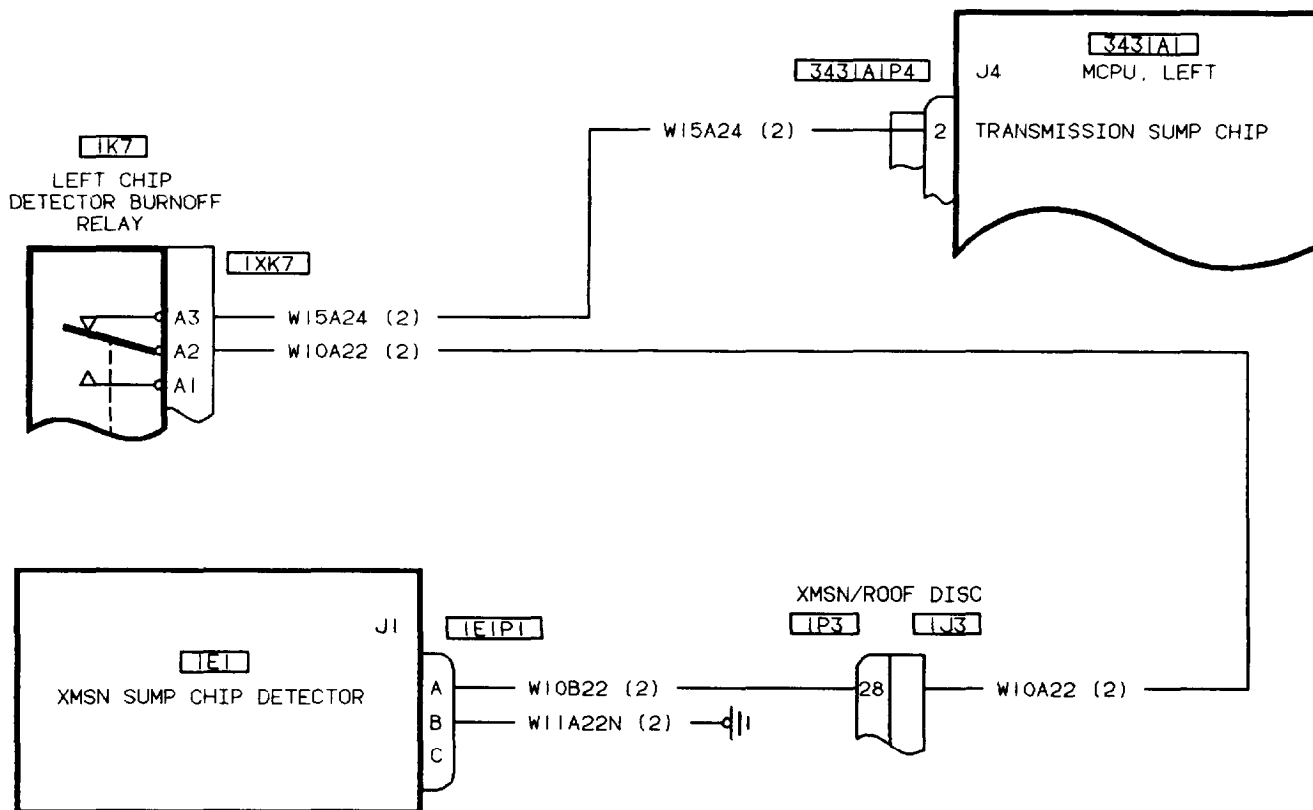 3431A1
3431A1P4
J4
MCPU, LEFT
W15A24 (2)
2
TRANSMISSION SUMP CHIP
1K7
LEFT CHIP
DETECTOR BURNOFF
RELAY
1XK7
A3
W15A24 (2)
A2
W10A22 (2)
A1
XMSN/ROOF DISC
J1
1E1P1
1P3
1J3
1E1
XMSN SUMP CHIP DETECTOR
A
W10B22 (2)
28
W10A22 (2)
B
W11A22N (2)
C